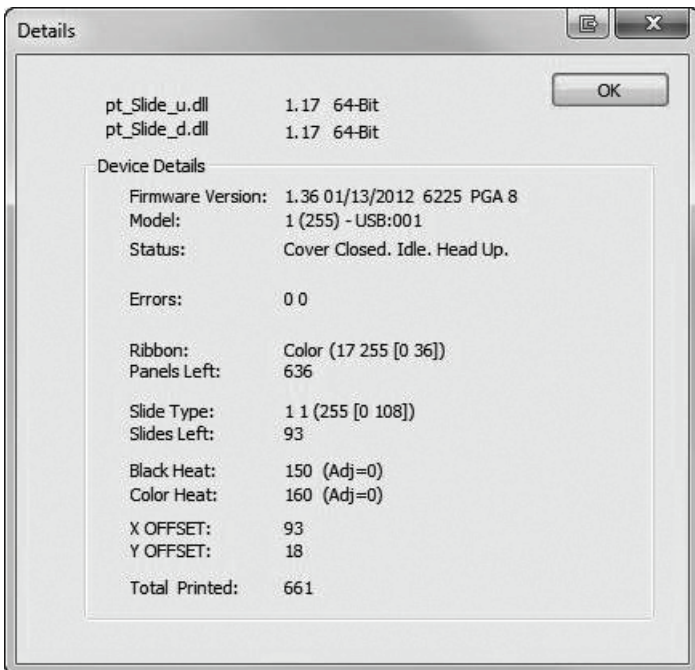 Details
OK
pt_Slide_u.dll 1.17 64-Bit
pt_Slide_d.dll 1.17 64-Bit
Device Details
Firmware Version: 1.36 01/13/2012 6225 PGA 8
Model: 1 (255) - USB:001
Status: Cover Closed. Idle. Head Up.
Errors: 0 0
Ribbon: Color (17 255 [0 36])
Panels Left: 636
Slide Type: 1 1 (255 [0 108])
Slides Left: 93
Black Heat: 150 (Adj=0)
Color Heat: 160 (Adj=0)
X OFFSET: 93
Y OFFSET: 18
Total Printed: 661